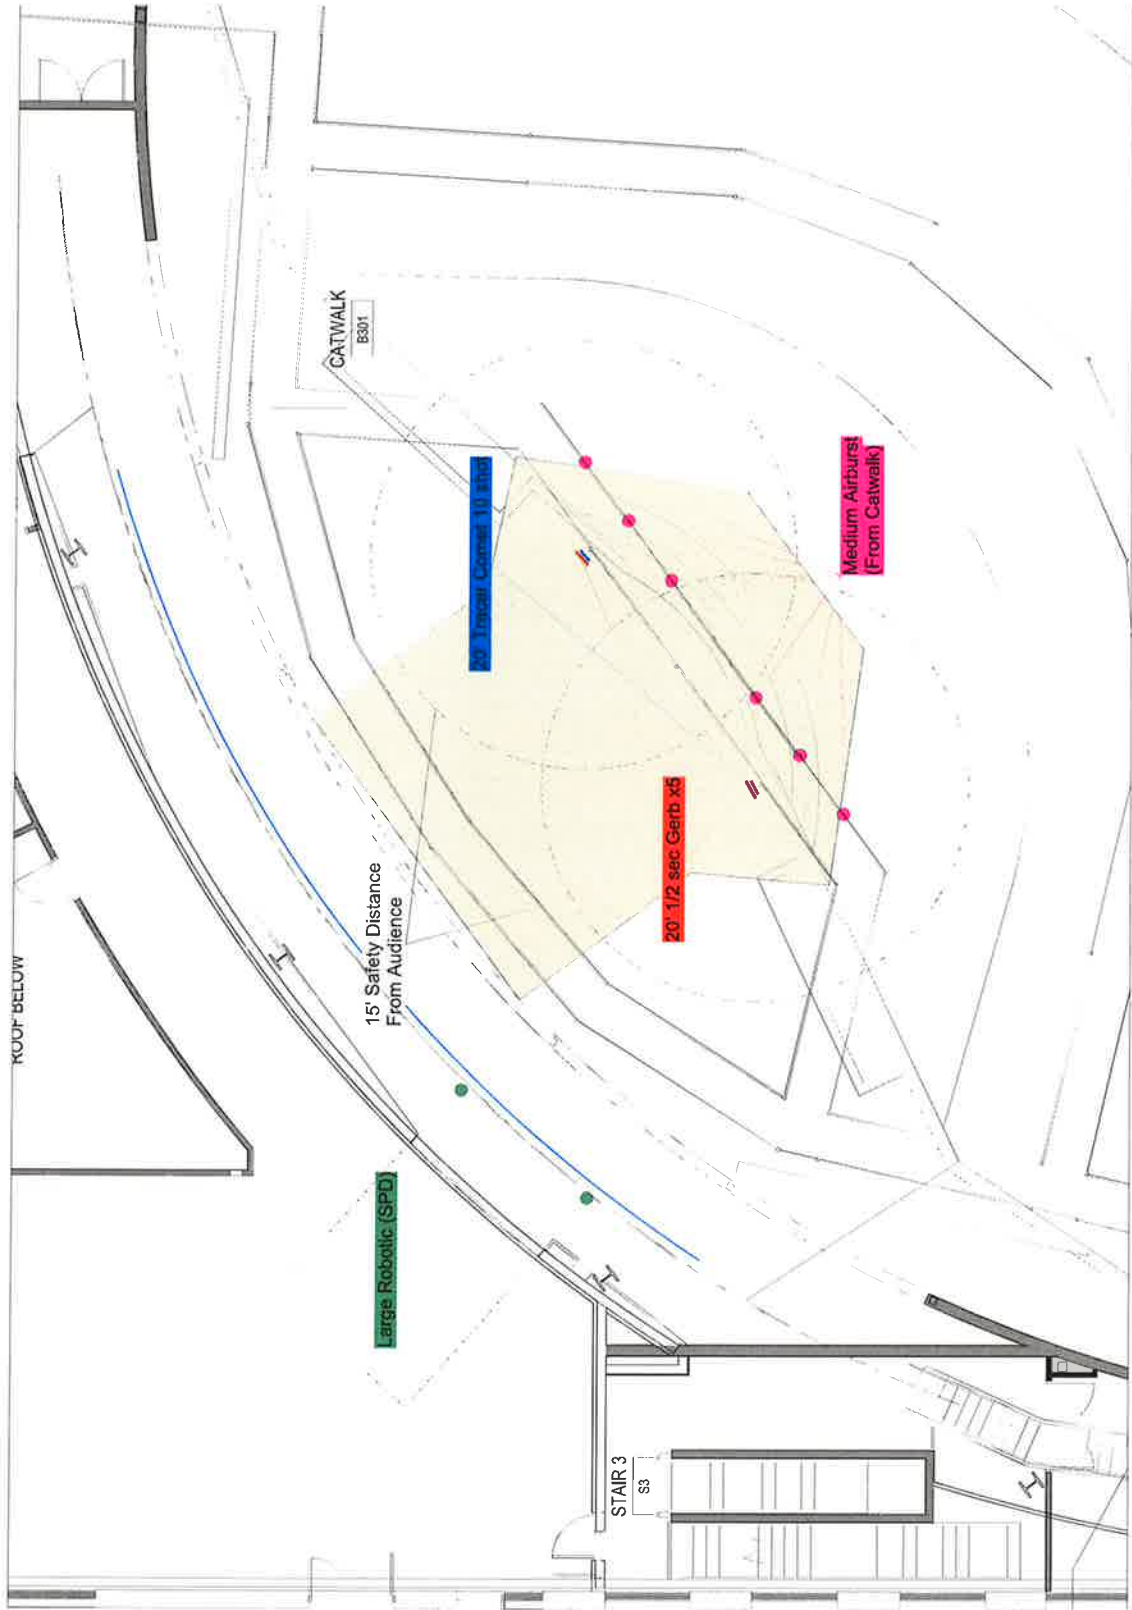 CATWALK
B301
20' Tracer Comet 10 shot
Medium Airburst
(From Catwalk)
20' 1/2 sec Gerb x5
15' Safety Distance
From Audience
ROOF BELOW
Large Robotic (SPD)
STAIR 3
S3